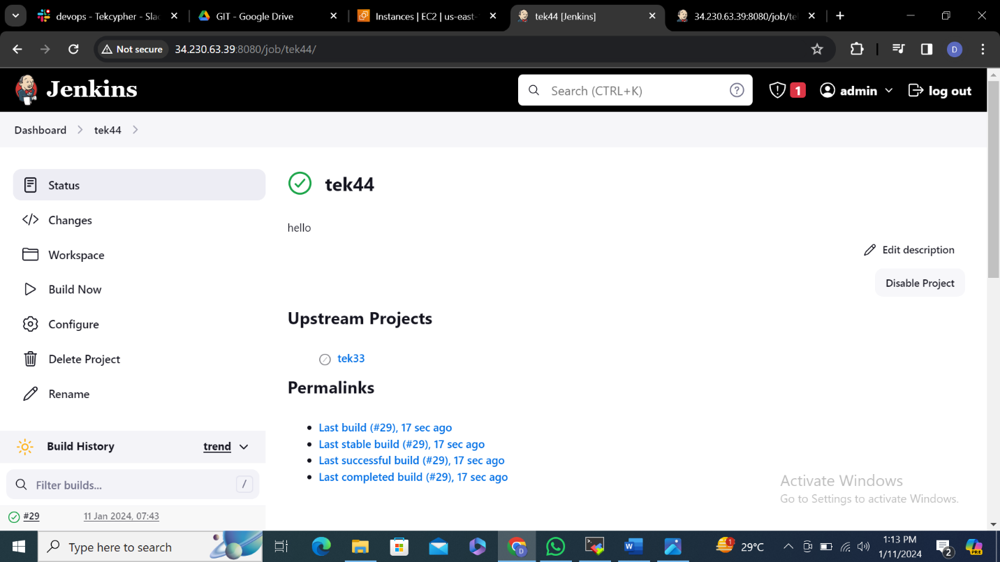 devops - Tekcypher - Sla
GIT - Google Drive
Instances | EC2 | us-east-
tek44 [Jenkins]
34.230.63.39:8080/job/te
Not secure
34.230.63.39:8080/job/tek44/
D
Jenkins
Search (CTRL+K)
?
1
admin
log out
Dashboard
tek44
Status
tek44
Changes
hello
Workspace
Edit description
Disable Project
Build Now
Configure
Upstream Projects
Delete Project
tek33
Rename
Permalinks
Last build (#29), 17 sec ago
Build History
trend
Last stable build (#29), 17 sec ago
Last successful build (#29), 17 sec ago
Last completed build (#29), 17 sec ago
Filter builds...
/
Activate Windows
Go to Settings to activate Windows.
#29
11 Jan 2024, 07:43
Type here to search
D
W
1
29°C
1:13 PM
1/11/2024
2
PRE